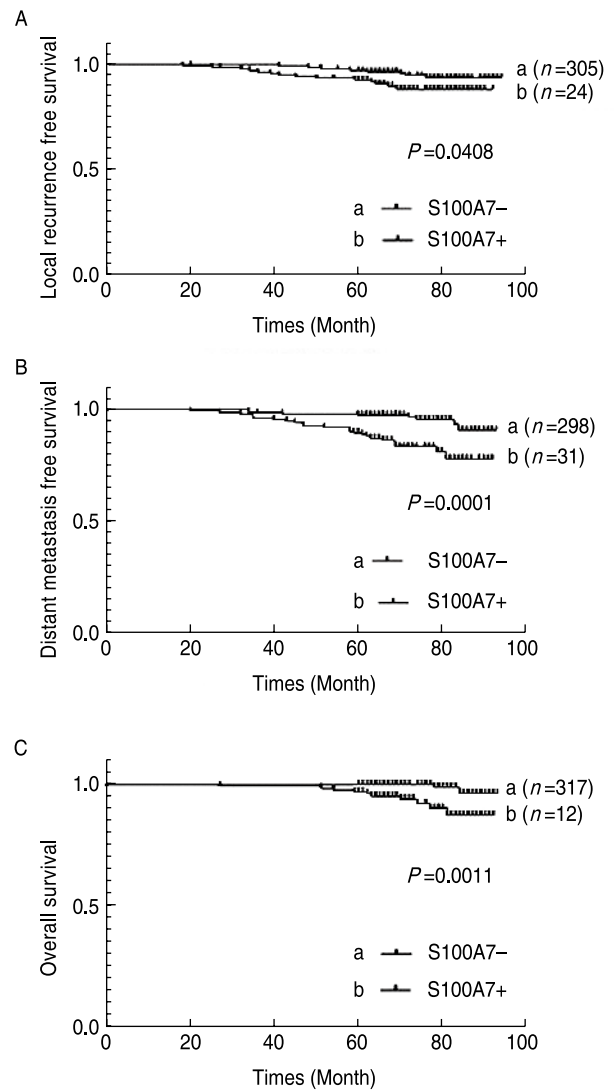 A
Local recurrence free survival
1.0
0.5
0.0
0 20 40 60 80 100
Times (Month)
a (n=305)
b (n=24)
P=0.0408
a S100A7−
b S100A7+
B
Distant metastasis free survival
1.0
0.5
0.0
0 20 40 60 80 100
Times (Month)
a (n=298)
b (n=31)
P=0.0001
a S100A7−
b S100A7+
C
Overall survival
1.0
0.5
0.0
0 20 40 60 80 100
Times (Month)
a (n=317)
b (n=12)
P=0.0011
a S100A7−
b S100A7+